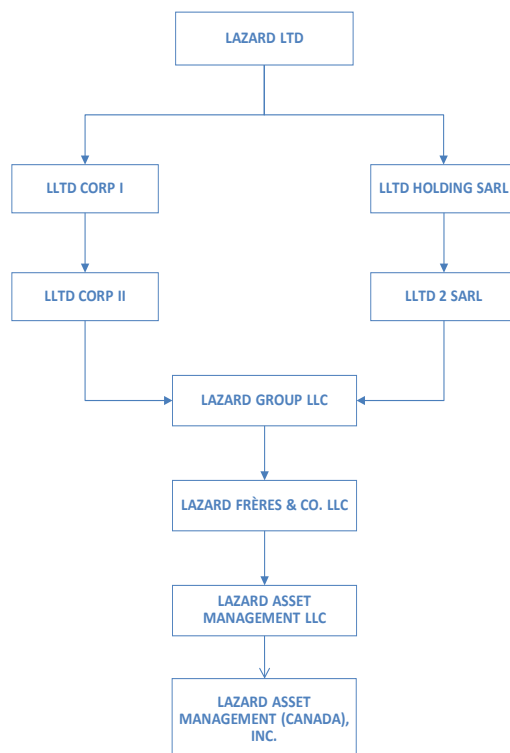 LAZARD LTD
LLTD CORP I
LLTD HOLDING SARL
LLTD CORP II
LLTD 2 SARL
LAZARD GROUP LLC
LAZARD FRÈRES & CO. LLC
LAZARD ASSET
MANAGEMENT LLC
LAZARD ASSET
MANAGEMENT (CANADA),
INC.